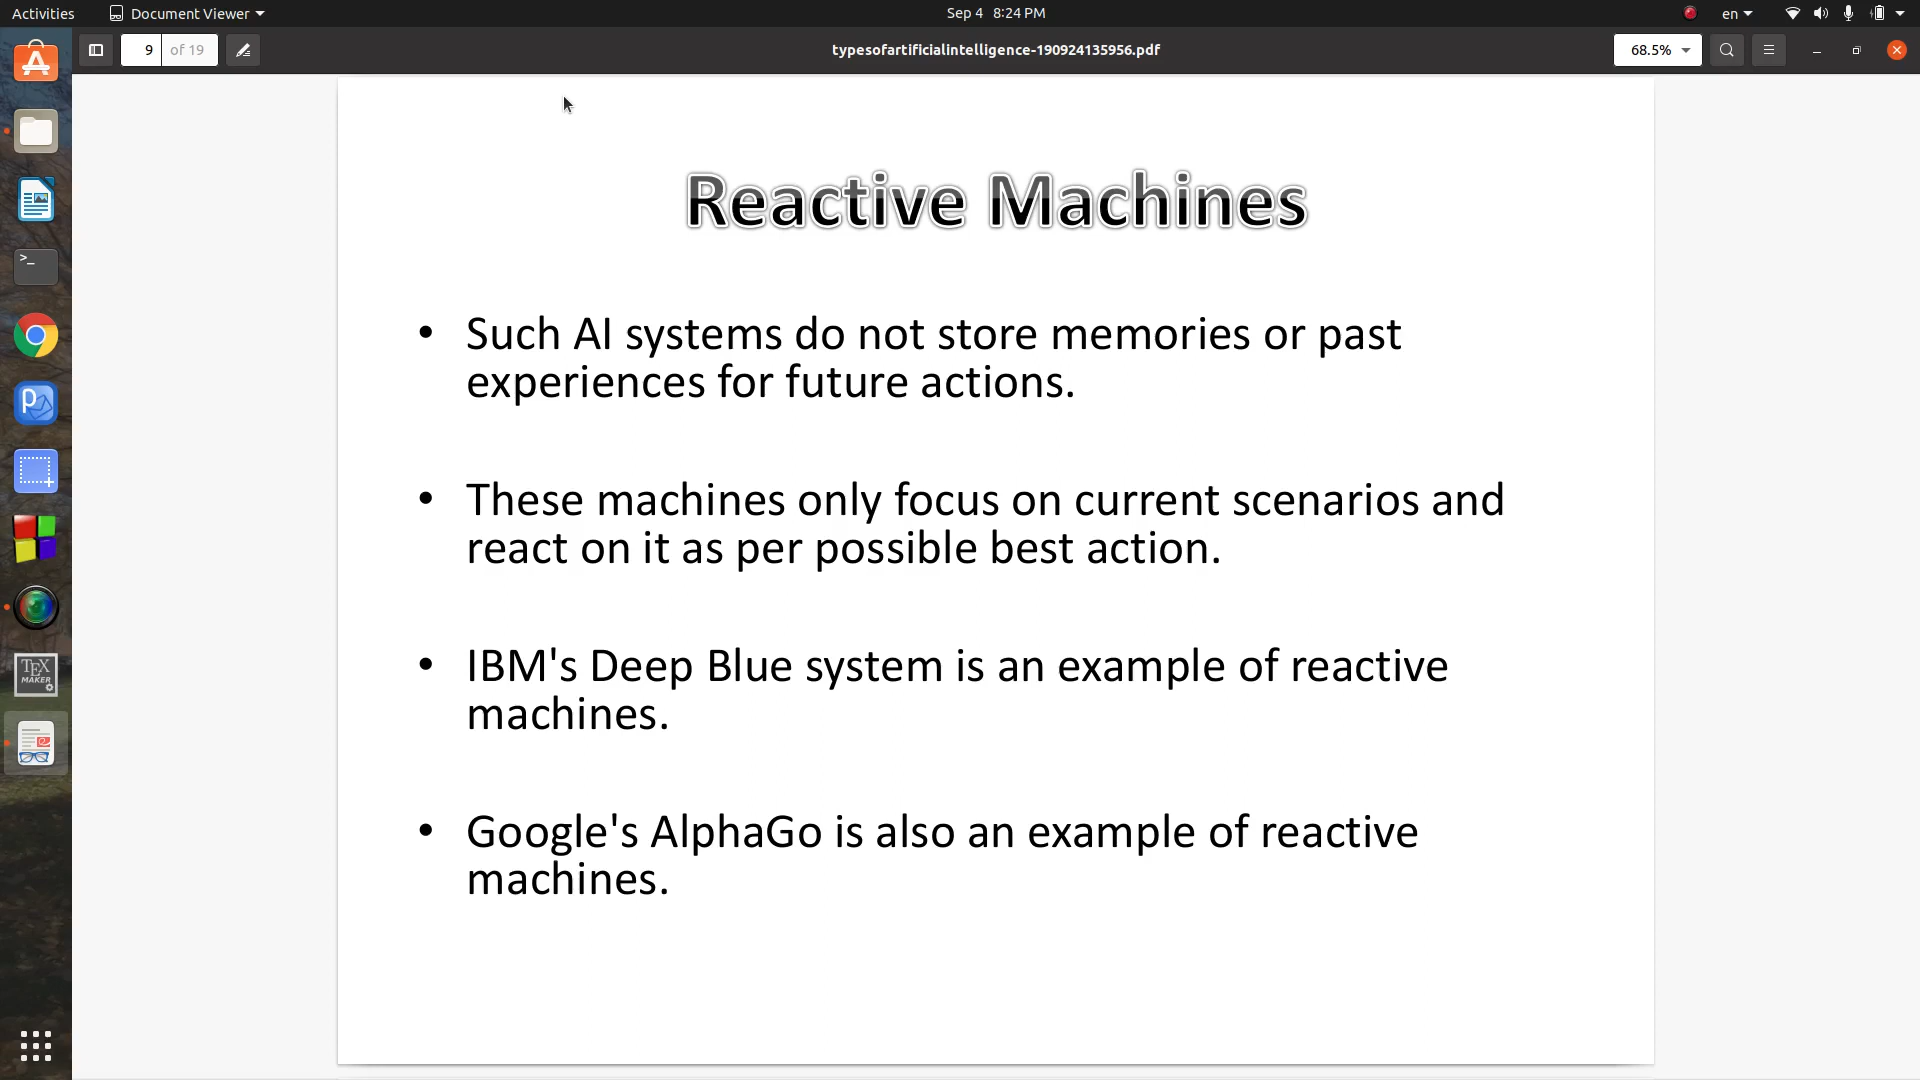 Activities
Document Viewer
Sep 4 8:24 PM
en
9
of 19
typesofartificialintelligence-190924135956.pdf
68.5%
Reactive Machines
• Such AI systems do not store memories or past
experiences for future actions.
• These machines only focus on current scenarios and
react on it as per possible best action.
• IBM's Deep Blue system is an example of reactive
machines.
• Google's AlphaGo is also an example of reactive
machines.
>_
P
TEX
MAKER